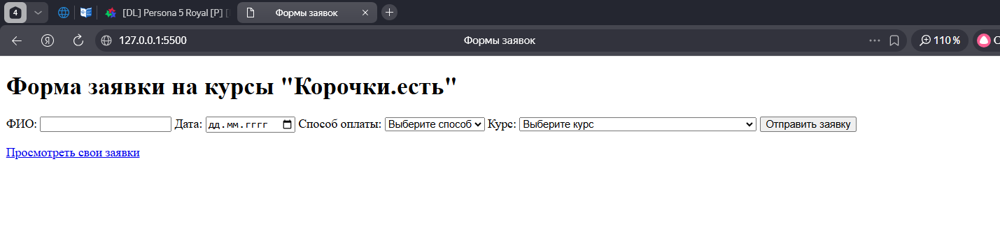 4
[DL] Persona 5 Royal [P] [
Формы заявок
127.0.0.1:5500
Формы заявок
110 %
Форма заявки на курсы "Корочки.есть"
ФИО: Дата: дд.мм.гггг Способ оплаты: Выберите способ Курс: Выберите курс Отправить заявку
Просмотреть свои заявки